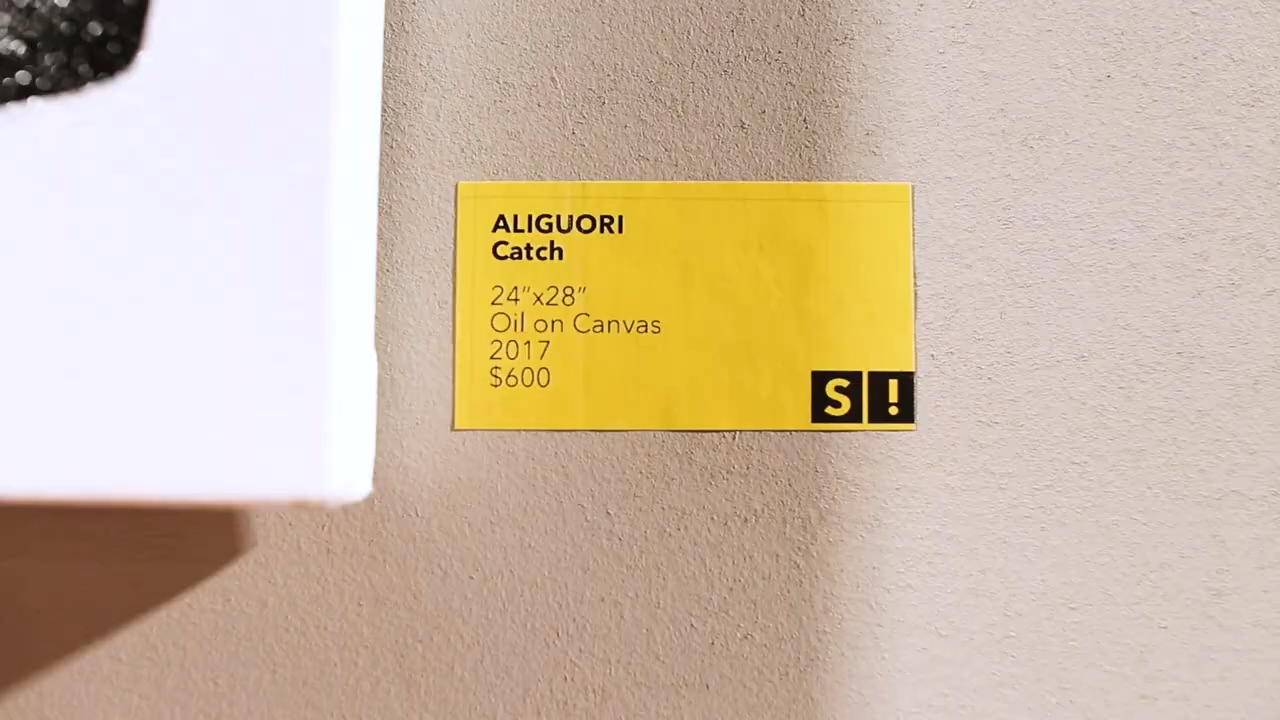 ALIGUORI
Catch
24”x28”
Oil on Canvas
2017
$600
S!